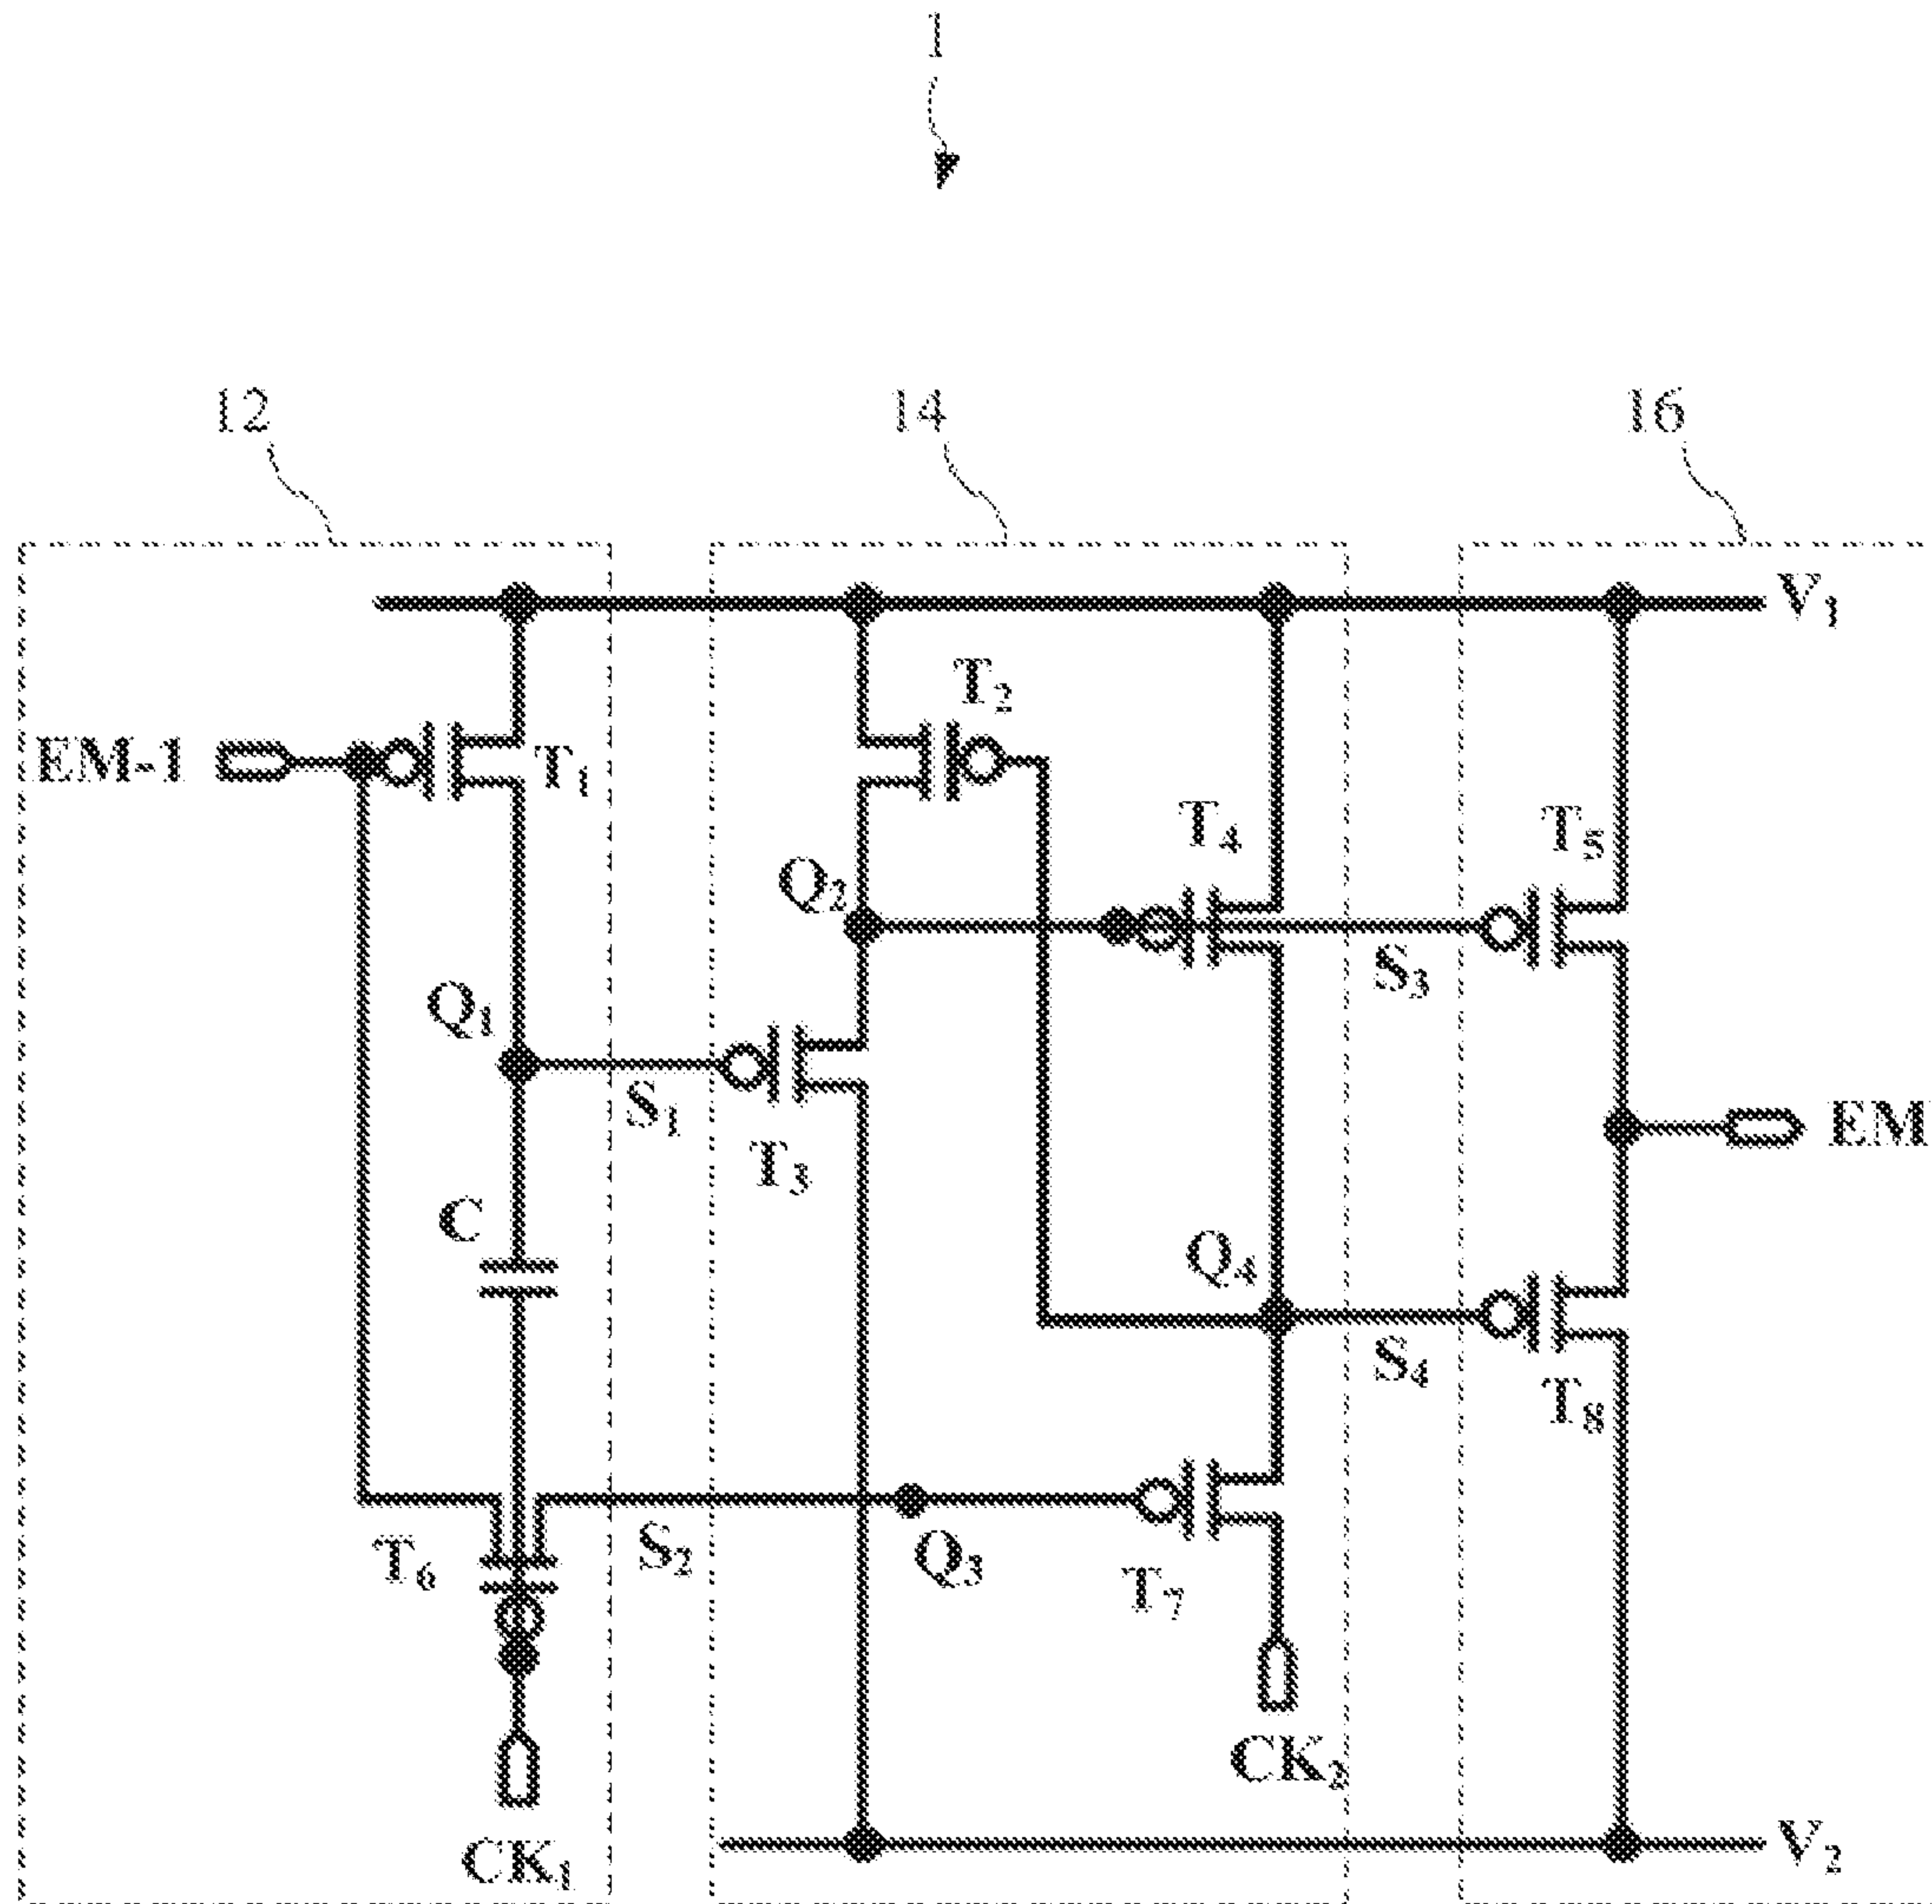 1
12
14
16
V₁
T₂
EM-1
T₁
T₄
T₅
Q₂
S₃
Q₁
S₁
EM
T₃
C
Q₄
S₄
T₈
T₆
S₂
Q₃
T₇
CK₂
CK₁
V₂